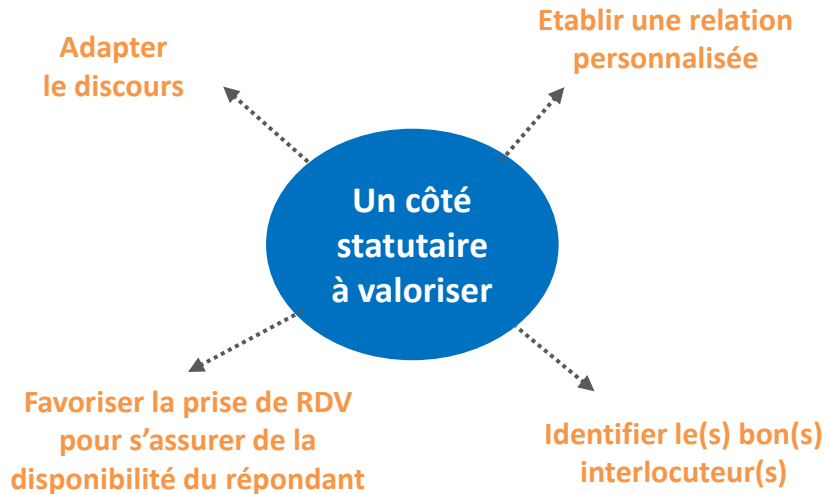 Adapter
le discours
Etablir une relation
personnalisée
Un côté
statutaire
à valoriser
Favoriser la prise de RDV
pour s’assurer de la
disponibilité du répondant
Identifier le(s) bon(s)
interlocuteur(s)